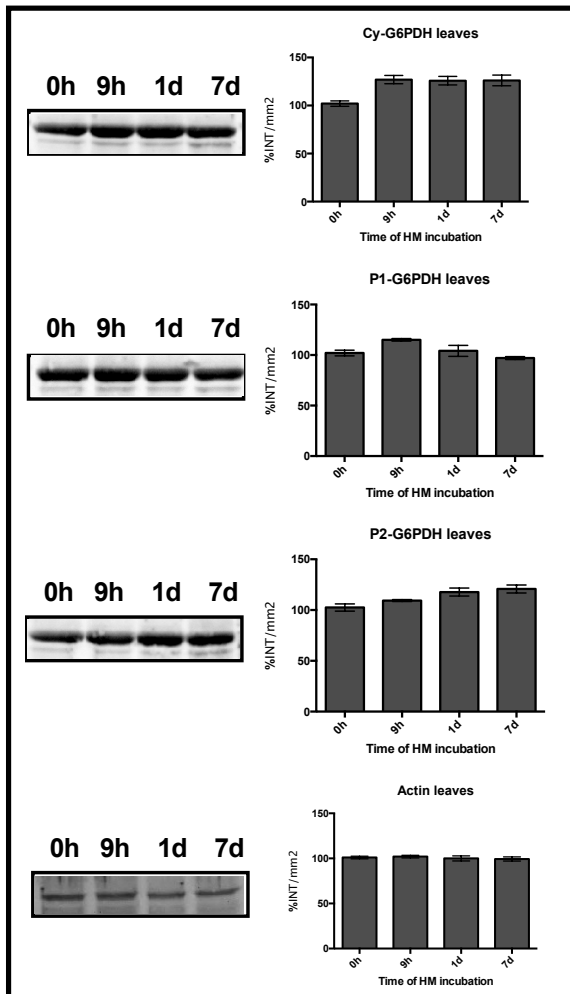 Cy-G6PDH leaves
0h 9h 1d 7d
150
100
50
0
%INT/mm2
0h 9h 1d 7d
Time of HM incubation
P1-G6PDH leaves
0h 9h 1d 7d
150
100
50
0
%INT/mm2
0h 9h 1d 7d
Time of HM incubation
P2-G6PDH leaves
0h 9h 1d 7d
150
100
50
0
%INT/mm2
0h 9h 1d 7d
Time of HM incubation
Actin leaves
0h 9h 1d 7d
150
100
50
0
%INT/mm2
0h 9h 1d 7d
Time of HM incubation